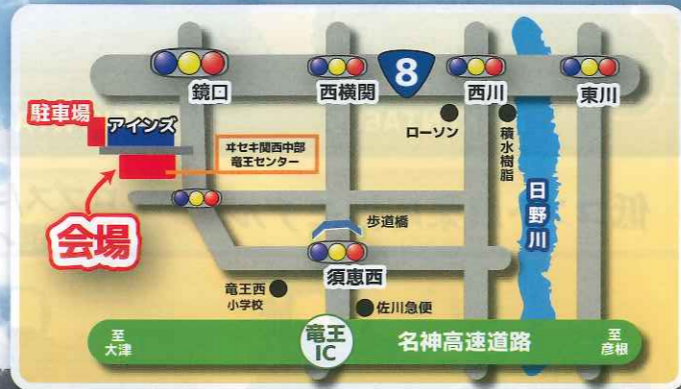 8
鏡口
西横関
西川
東川
駐車場
アインズ
ローソン
積水樹脂
ヰセキ関西中部
竜王センター
日野川
会場
歩道橋
須恵西
竜王西
小学校
佐川急便
至
大津
竜王
IC
名神高速道路
至
彦根